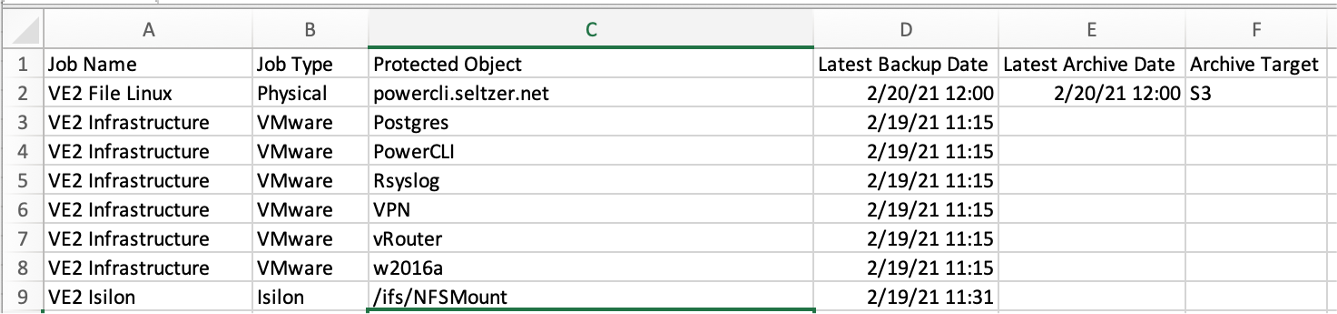 A B C D E F
1 Job Name Job Type Protected Object Latest Backup Date Latest Archive Date Archive Target
2 VE2 File Linux Physical powercli.seltzer.net 2/20/21 12:00 2/20/21 12:00 S3
3 VE2 Infrastructure VMware Postgres 2/19/21 11:15
4 VE2 Infrastructure VMware PowerCLI 2/19/21 11:15
5 VE2 Infrastructure VMware Rsyslog 2/19/21 11:15
6 VE2 Infrastructure VMware VPN 2/19/21 11:15
7 VE2 Infrastructure VMware vRouter 2/19/21 11:15
8 VE2 Infrastructure VMware w2016a 2/19/21 11:15
9 VE2 Isilon Isilon /ifs/NFSMount 2/19/21 11:31